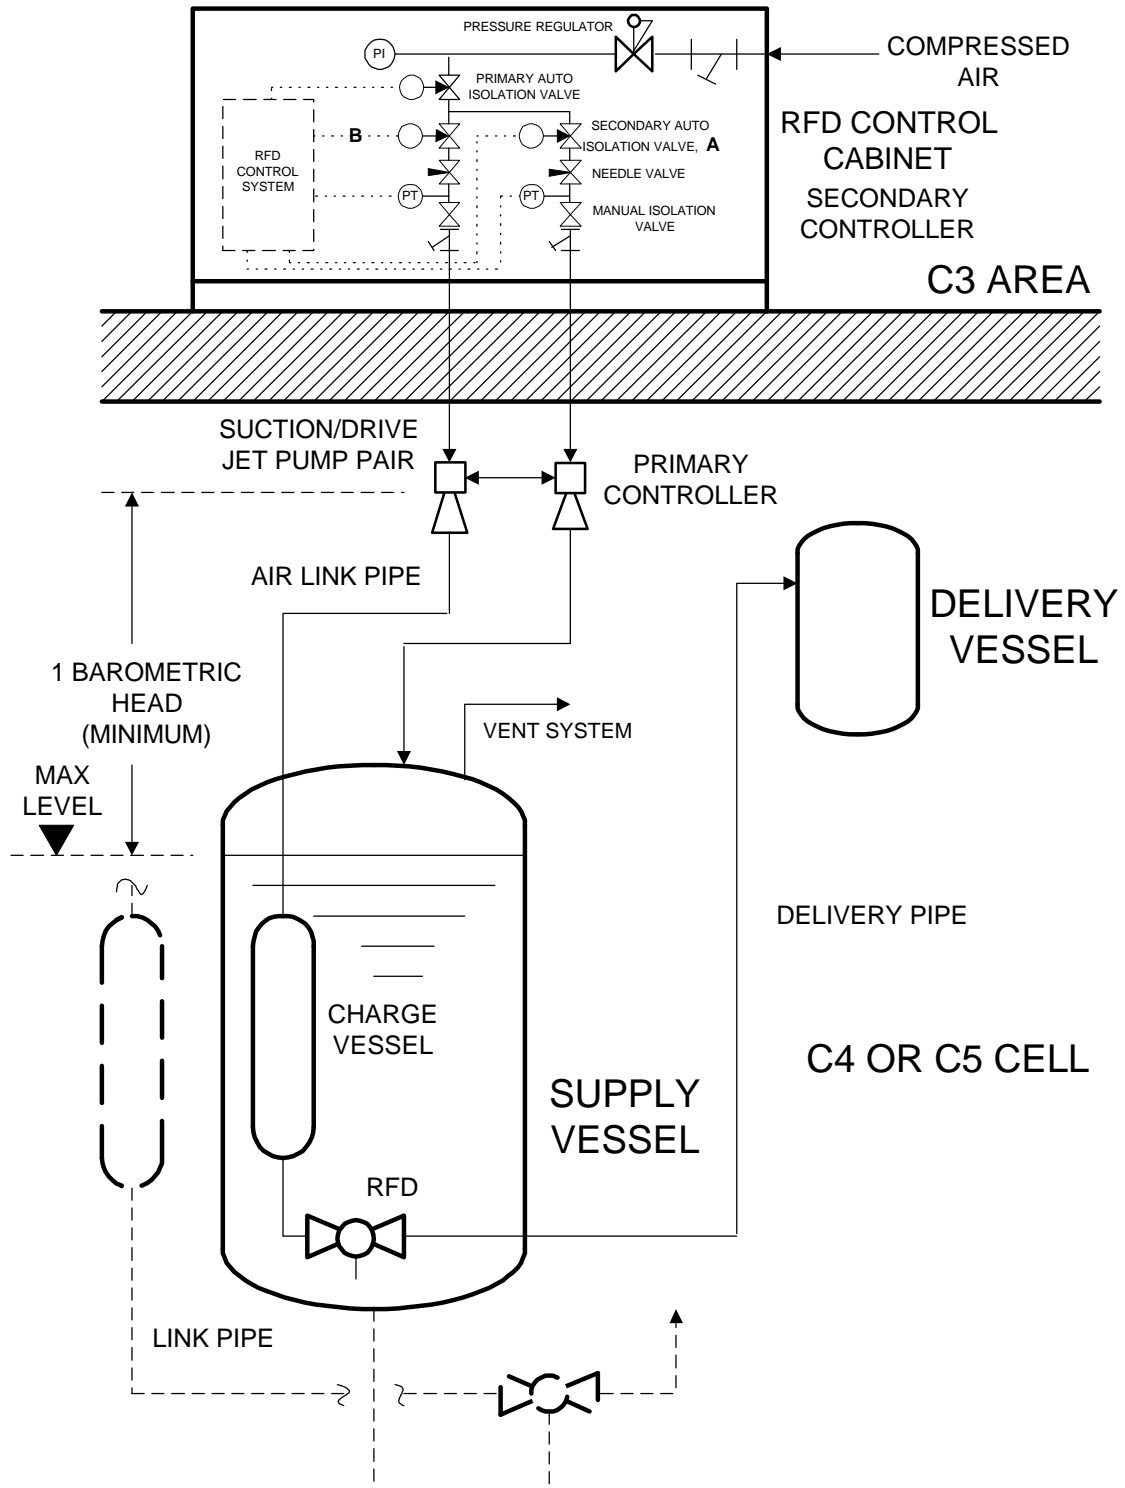 PRESSURE REGULATOR
PI
COMPRESSED
AIR
PRIMARY AUTO
ISOLATION VALVE
RFD CONTROL
CABINET
SECONDARY
CONTROLLER
B
SECONDARY AUTO
ISOLATION VALVE, A
RFD
CONTROL
SYSTEM
NEEDLE VALVE
PT
PT
MANUAL ISOLATION
VALVE
C3 AREA
SUCTION/DRIVE
JET PUMP PAIR
PRIMARY
CONTROLLER
AIR LINK PIPE
DELIVERY
VESSEL
1 BAROMETRIC
HEAD
(MINIMUM)
VENT SYSTEM
MAX
LEVEL
DELIVERY PIPE
CHARGE
VESSEL
C4 OR C5 CELL
SUPPLY
VESSEL
RFD
LINK PIPE